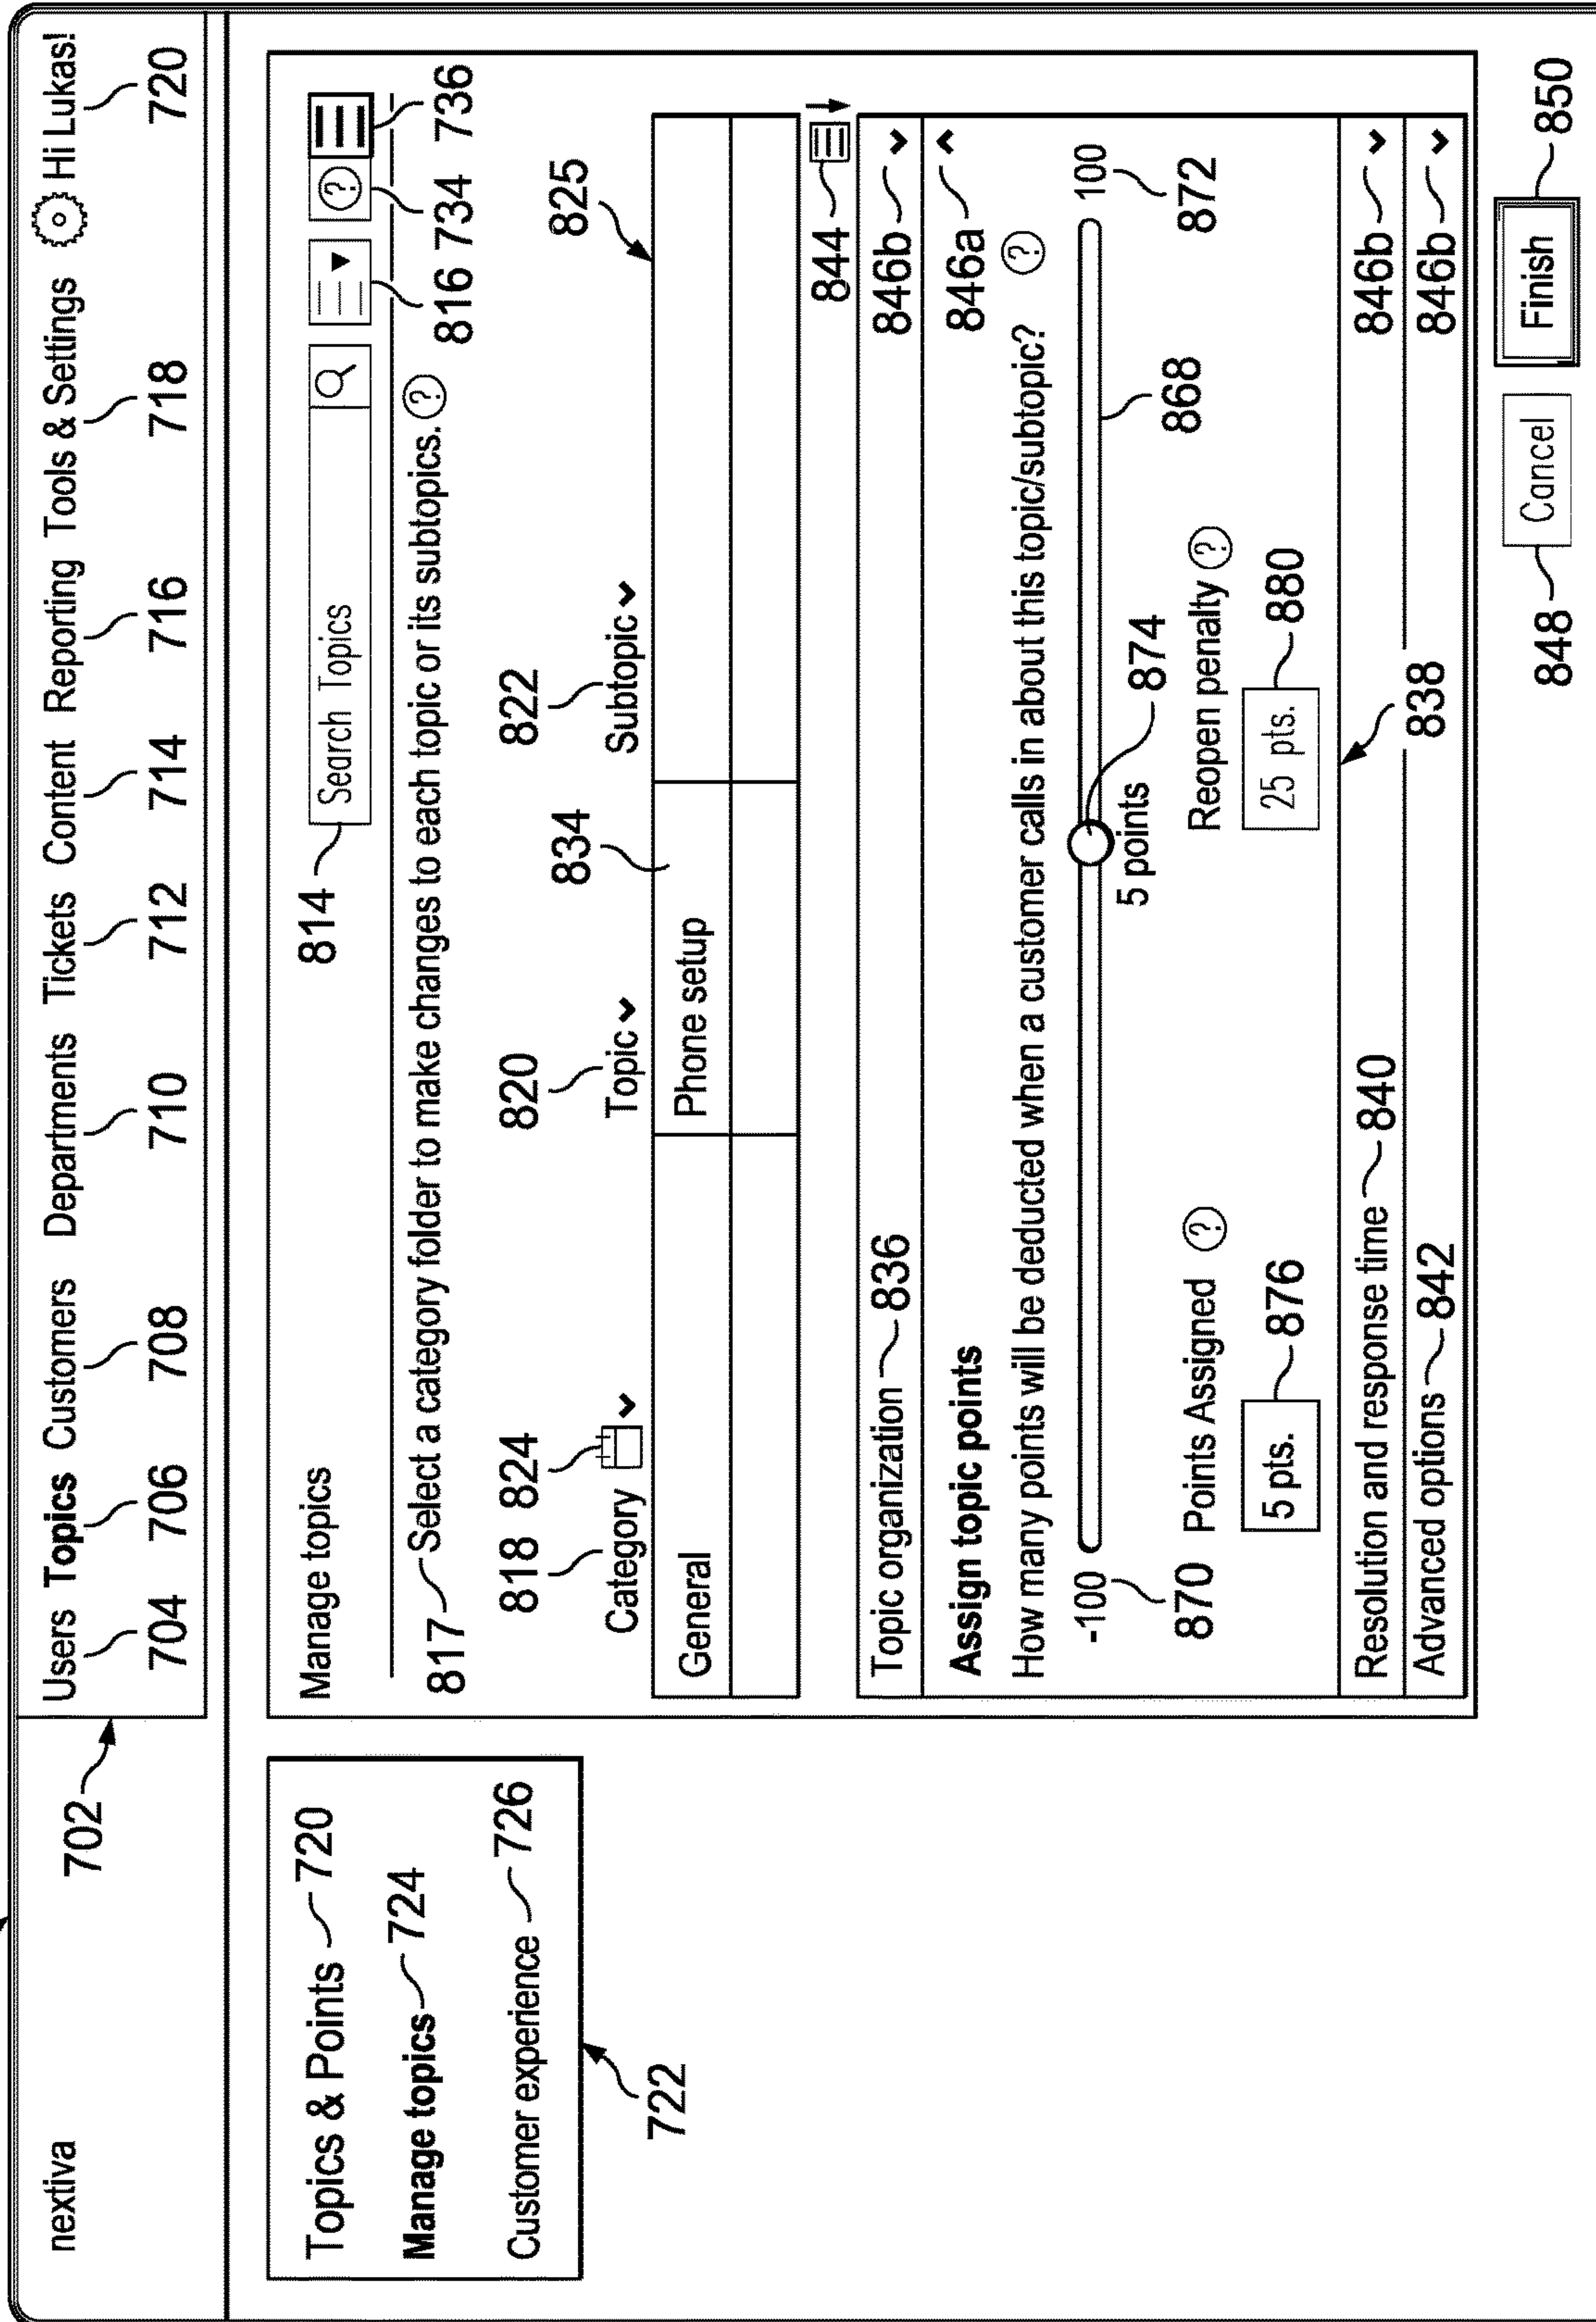 nextiva
702
Users Topics Customers Departments Tickets Content Reporting Tools & Settings Hi Lukas!
704 706 708 710 712 714 716 718 720
Topics & Points 720
Manage topics 724
Customer experience 726
722
Manage topics
814 Search Topics
816 734 736
817 Select a category folder to make changes to each topic or its subtopics. ?
818 824 820 822 825
Category Topic Subtopic
834
General Phone setup
844
Topic organization 836 846b
Assign topic points 846a
How many points will be deducted when a customer calls in about this topic/subtopic? ?
-100 100
870 868 872
5 points 874
Points Assigned ? Reopen penalty ?
5 pts. 876 25 pts. 880
Resolution and response time 840 838 846b
Advanced options 842 846b
848 Cancel Finish 850